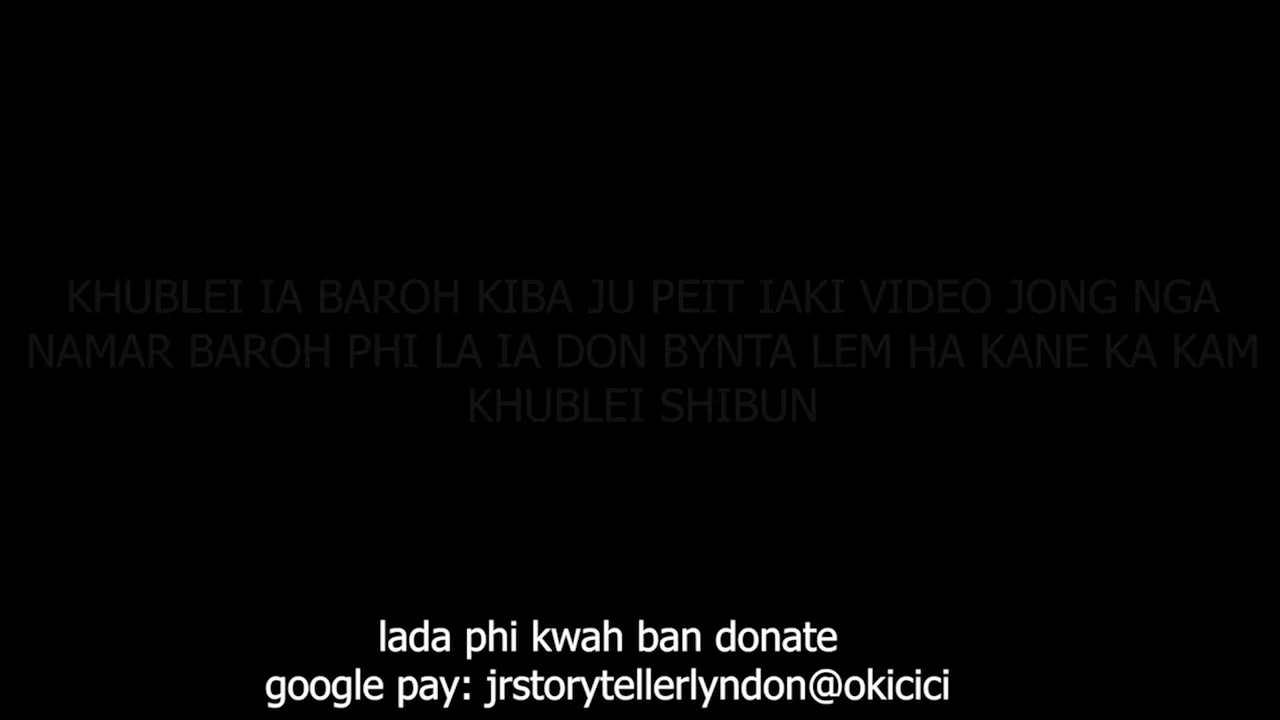 KHUBLEI IA BAROH KIBA JU PEIT IAKI VIDEO JONG NGA
NAMAR BAROH PHI LA IA DON BYNTA LEM HA KANE KA KAM
KHUBLEI SHIBUN
lada phi kwah ban donate
google pay: jrstorytellerlyndon@okicici